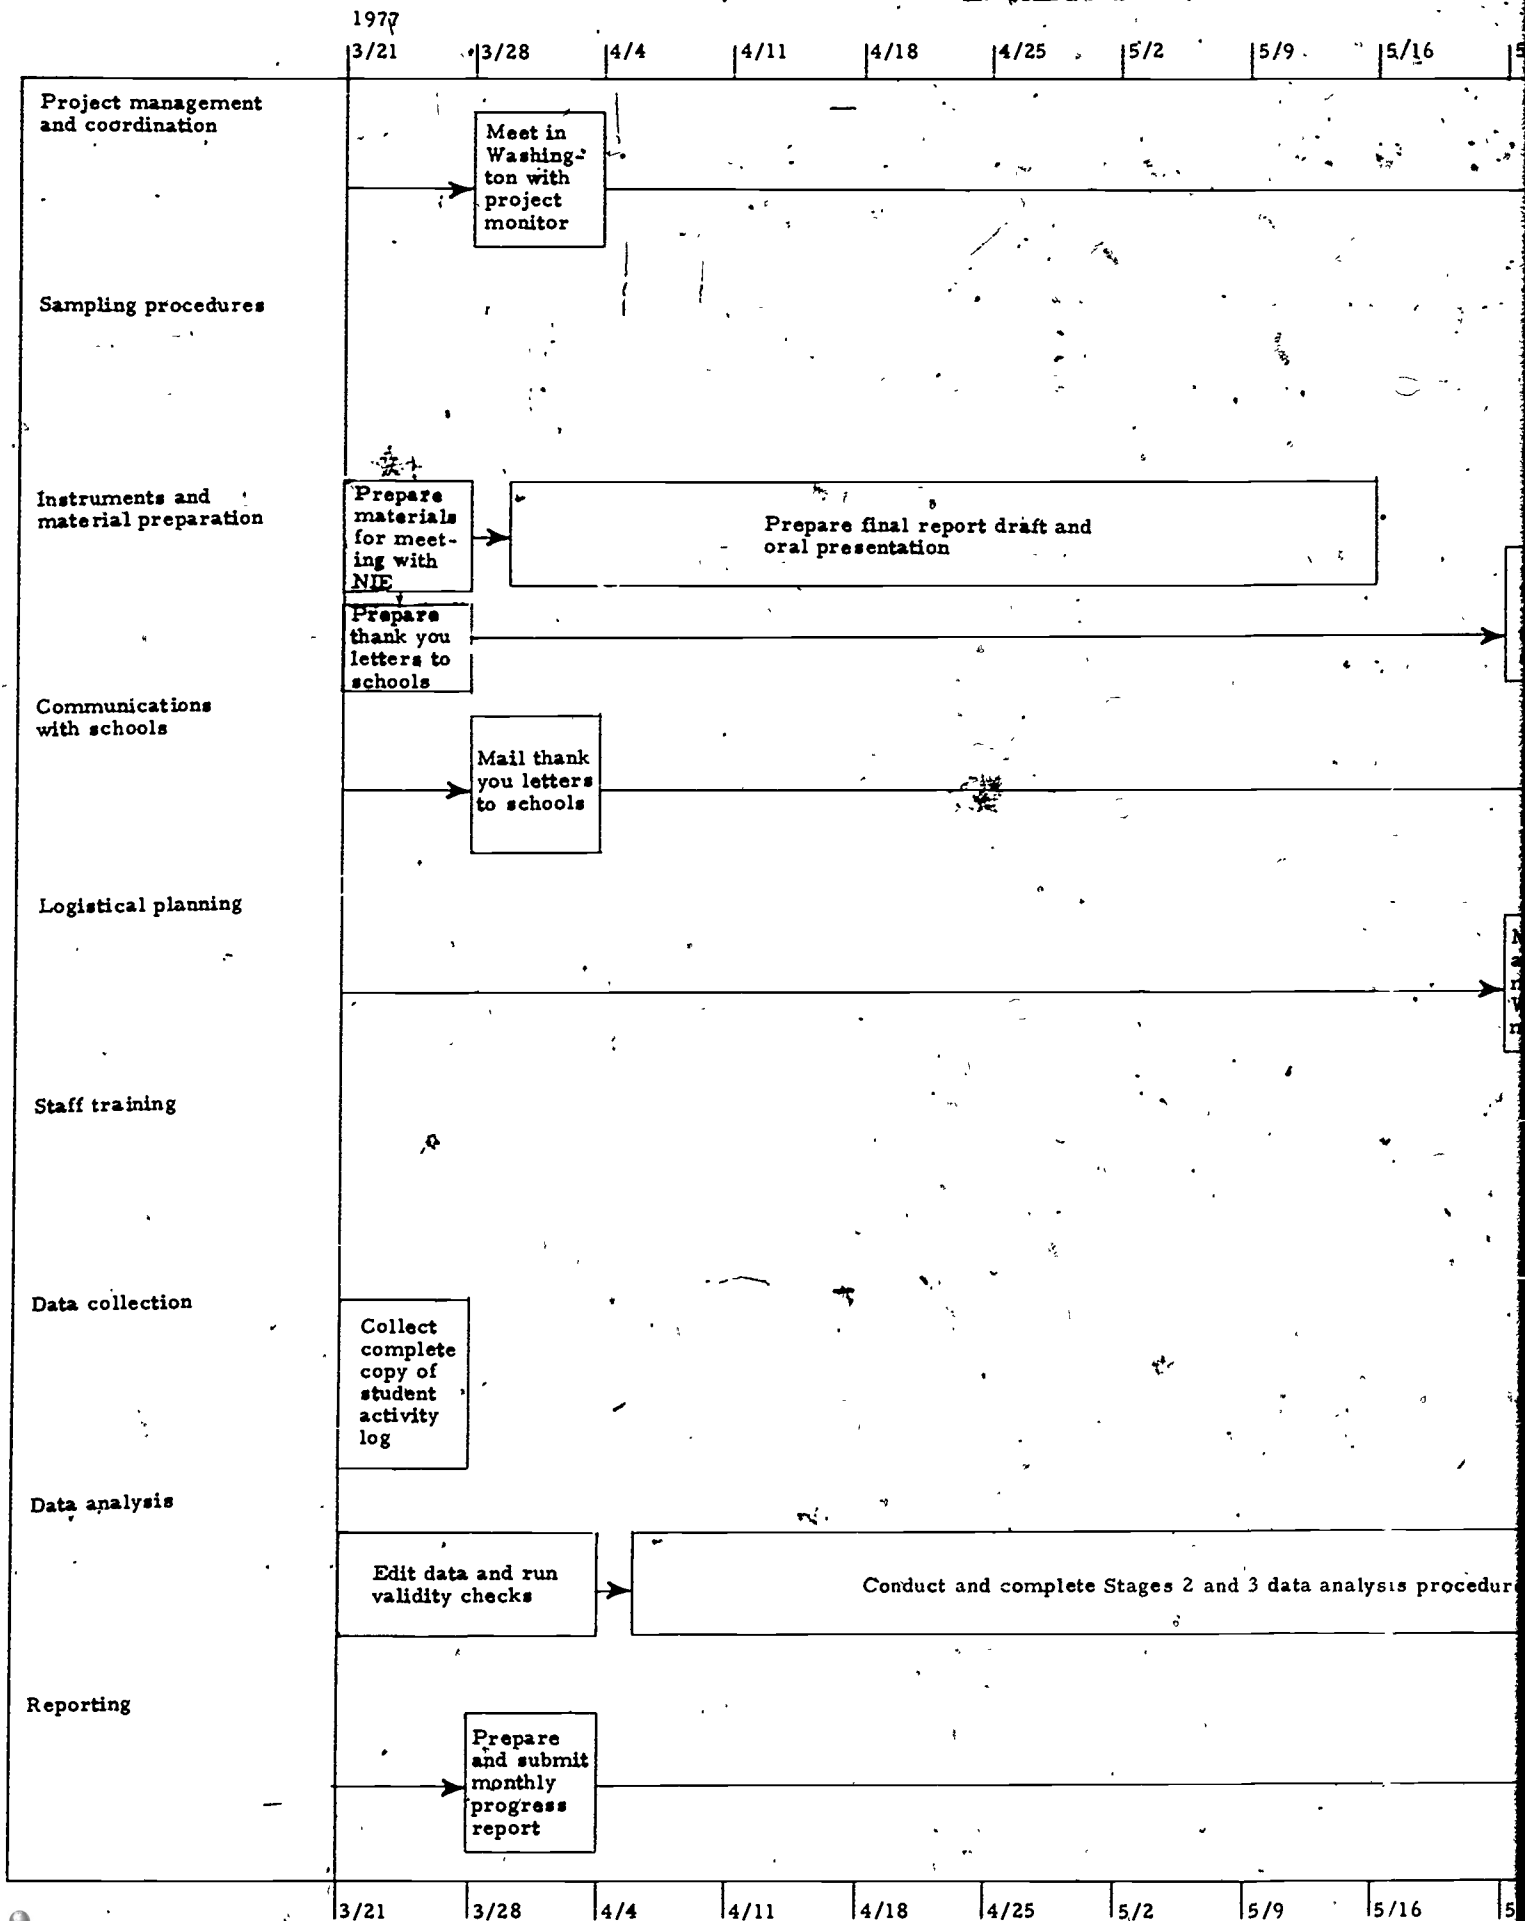 1977
3/21 3/28 4/4 4/11 4/18 4/25 5/2 5/9 5/16
Project management
and coordination
Meet in
Washing-
ton with
project
monitor
Sampling procedures
Instruments and
material preparation
Prepare
materials
for meet-
ing with
NIE
Prepare final report draft and
oral presentation
Prepare
thank you
letters to
schools
Communications
with schools
Mail thank
you letters
to schools
Logistical planning
Staff training
Data collection
Collect
complete
copy of
student
activity
log
Data analysis
Edit data and run
validity checks
Conduct and complete Stages 2 and 3 data analysis procedur
Reporting
Prepare
and submit
monthly
progress
report
3/21 3/28 4/4 4/11 4/18 4/25 5/2 5/9 5/16